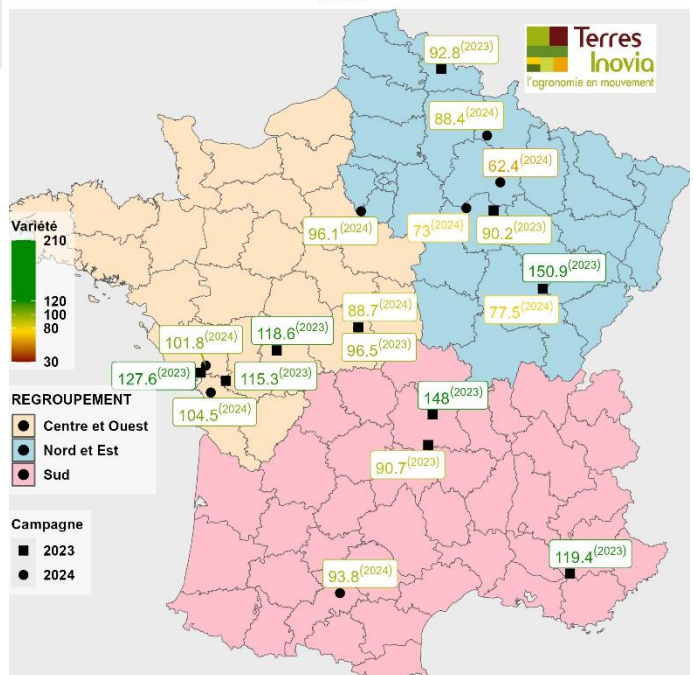 Terres
Inovia
l'agronomie en mouvement
92.8(2023)
88.4(2024)
62.4(2024)
96.1(2024)
73(2024)
90.2(2023)
150.9(2023)
77.5(2024)
88.7(2024)
96.5(2023)
118.6(2023)
101.8(2024)
127.6(2023)
115.3(2023)
104.5(2024)
148(2023)
90.7(2023)
119.4(2023)
93.8(2024)
Variété
210
120
100
80
30
REGROUPEMENT
Centre et Ouest
Nord et Est
Sud
Campagne
2023
2024